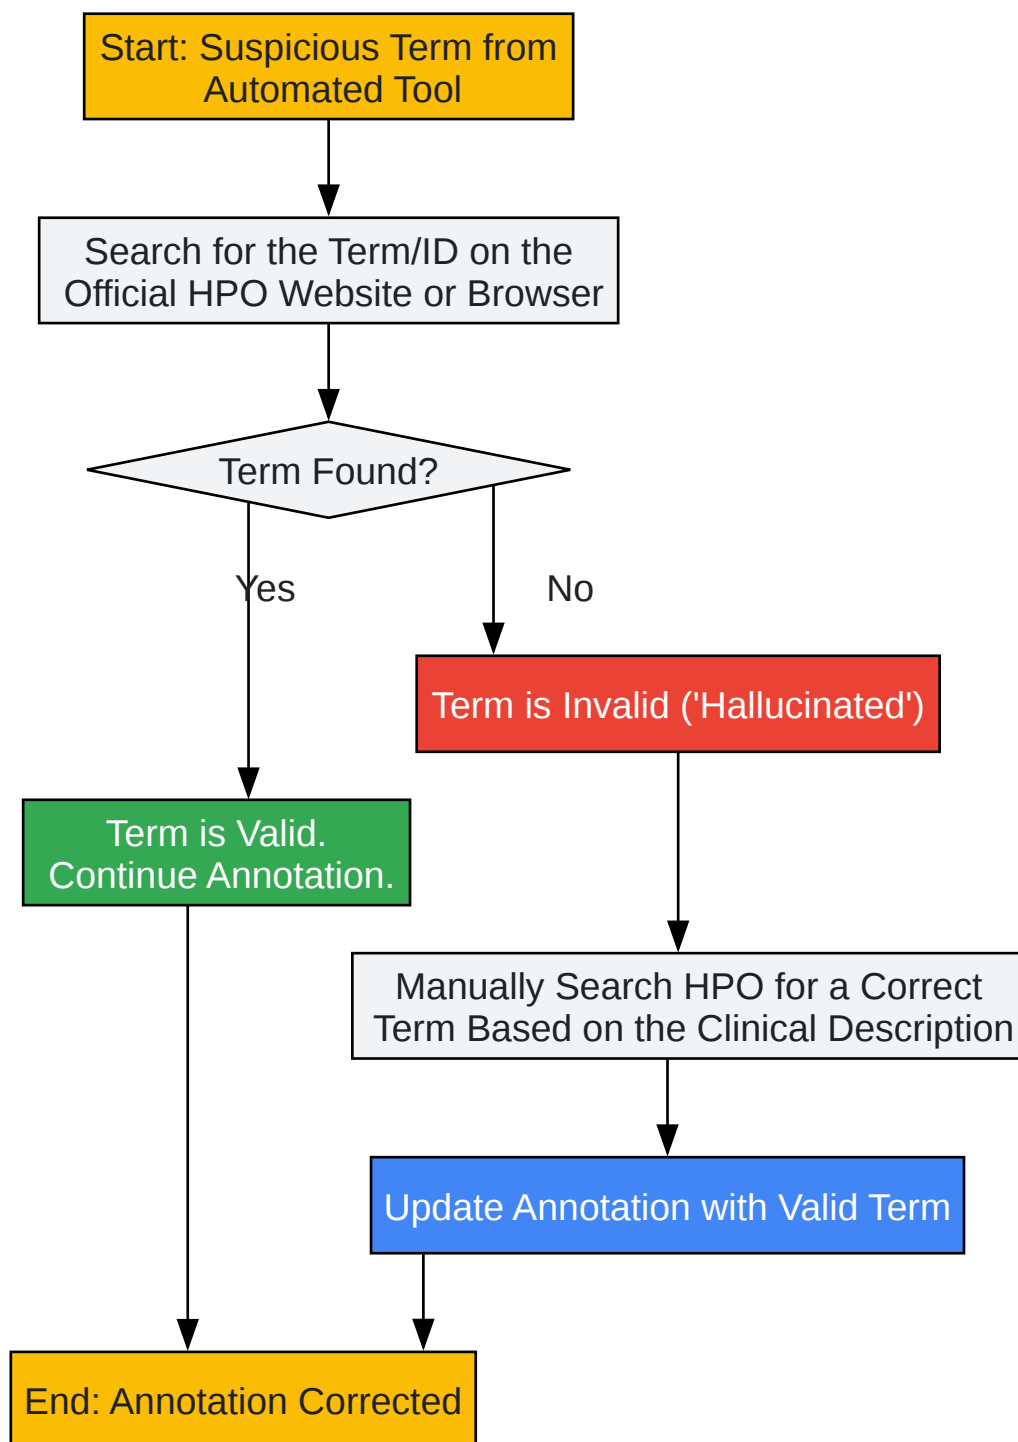 Start: Suspicious Term from
Automated Tool
Search for the Term/ID on the
Official HPO Website or Browser
Term Found?
Yes
No
Term is Invalid ('Hallucinated')
Term is Valid.
Continue Annotation.
Manually Search HPO for a Correct
Term Based on the Clinical Description
Update Annotation with Valid Term
End: Annotation Corrected